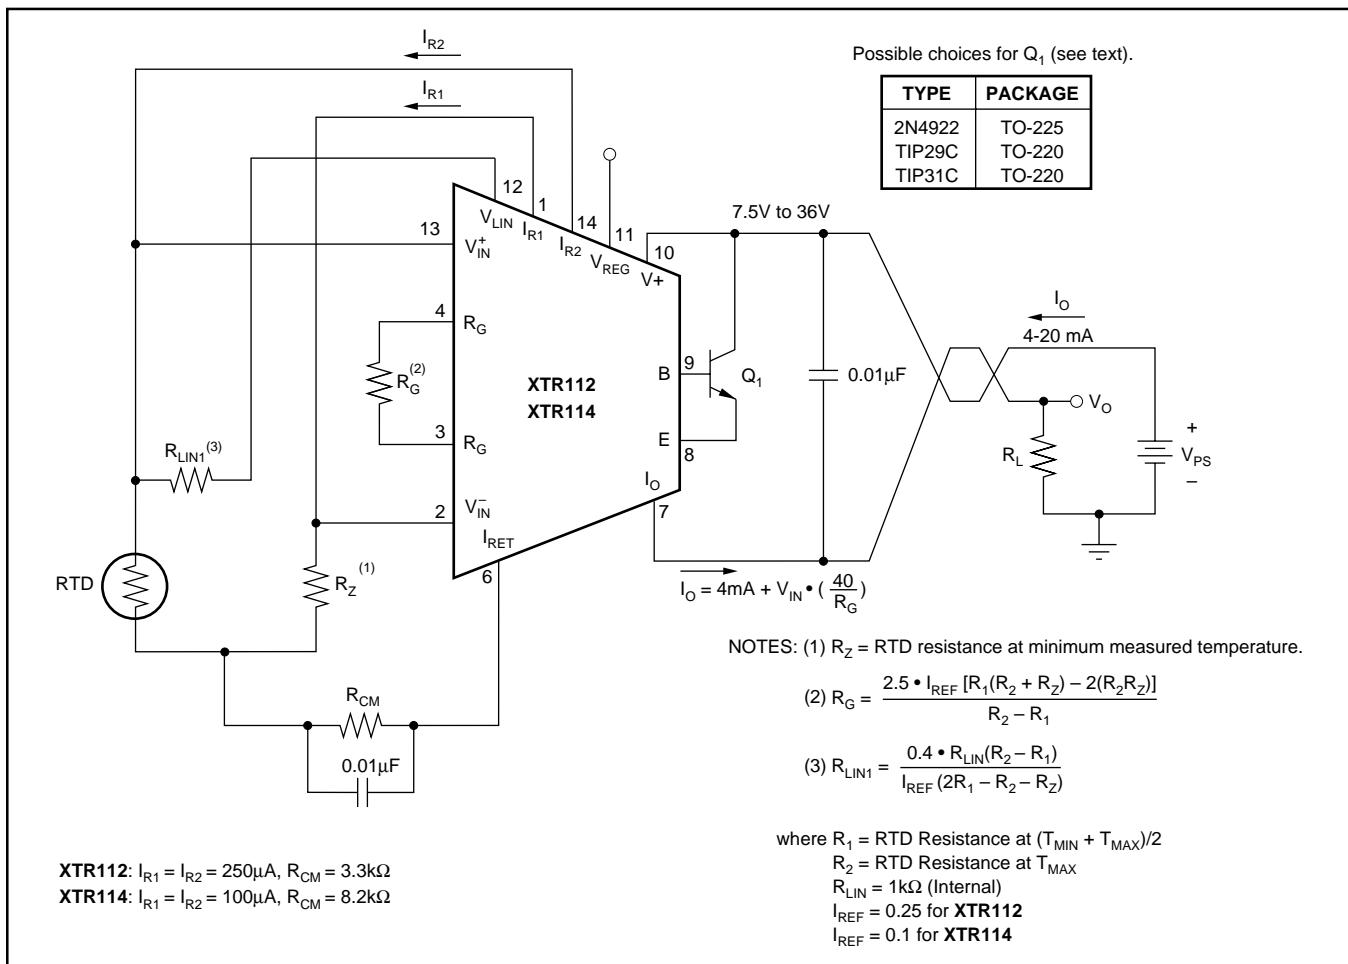 I_R2
I_R1
Possible choices for Q_1 (see text).
TYPE PACKAGE
2N4922 TO-225
TIP29C TO-220
TIP31C TO-220
12
V_LIN
1
I_R1
14
I_R2
11
V_REG
7.5V to 36V
10
V+
13
V_IN^+
4
R_G
R_G^(2)
3
R_G
XTR112
XTR114
B
9
Q_1
E
8
0.01µF
I_O
4-20 mA
V_O
R_L
+
V_PS
–
R_LIN1^(3)
2
V_IN^–
I_RET
6
I_O
7
RTD
R_Z^(1)
I_O = 4mA + V_IN • (40/R_G)
R_CM
0.01µF
NOTES: (1) R_Z = RTD resistance at minimum measured temperature.
(2) R_G = 2.5 • I_REF [R_1(R_2 + R_Z) – 2(R_2R_Z)] / R_2 – R_1
(3) R_LIN1 = 0.4 • R_LIN(R_2 – R_1) / I_REF (2R_1 – R_2 – R_Z)
where R_1 = RTD Resistance at (T_MIN + T_MAX)/2
R_2 = RTD Resistance at T_MAX
R_LIN = 1kΩ (Internal)
I_REF = 0.25 for XTR112
I_REF = 0.1 for XTR114
XTR112: I_R1 = I_R2 = 250µA, R_CM = 3.3kΩ
XTR114: I_R1 = I_R2 = 100µA, R_CM = 8.2kΩ